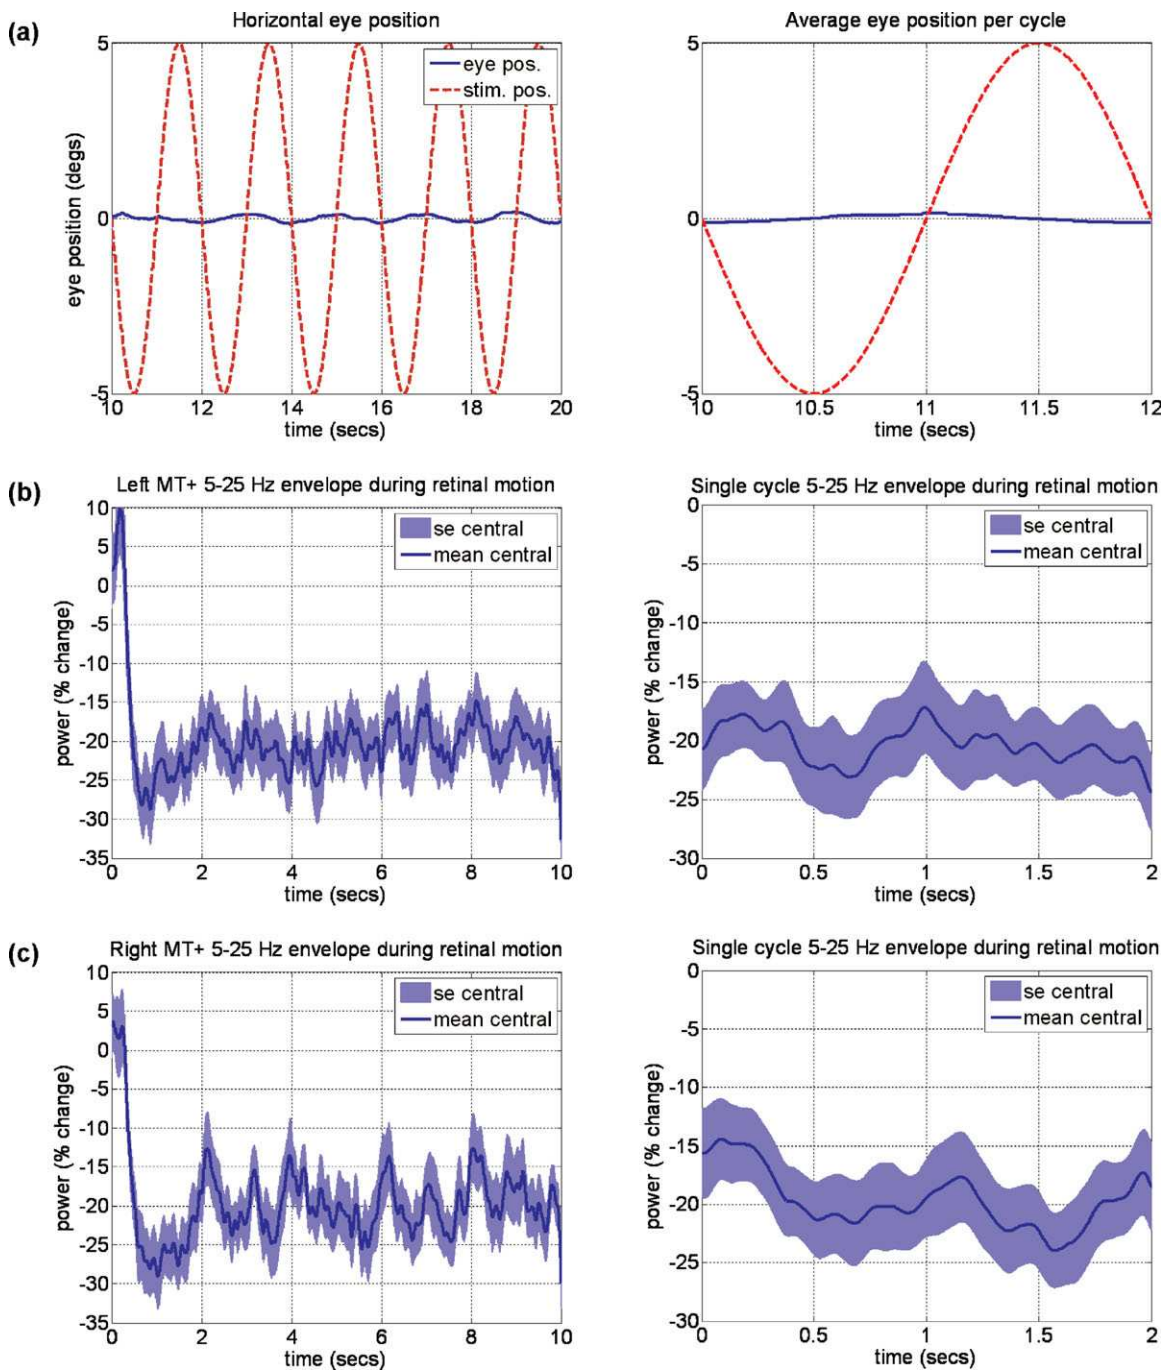 (a)
Horizontal eye position
eye pos.
stim. pos.
eye position (degs)
5
0
-5
10 12 14 16 18 20
time (secs)
Average eye position per cycle
5
0
-5
10 10.5 11 11.5 12
time (secs)
(b)
Left MT+ 5-25 Hz envelope during retinal motion
se central
mean central
power (% change)
10
5
0
-5
-10
-15
-20
-25
-30
-35
0 2 4 6 8 10
time (secs)
Single cycle 5-25 Hz envelope during retinal motion
se central
mean central
power (% change)
0
-5
-10
-15
-20
-25
-30
0 0.5 1 1.5 2
time (secs)
(c)
Right MT+ 5-25 Hz envelope during retinal motion
se central
mean central
power (% change)
10
5
0
-5
-10
-15
-20
-25
-30
-35
0 2 4 6 8 10
time (secs)
Single cycle 5-25 Hz envelope during retinal motion
se central
mean central
power (% change)
0
-5
-10
-15
-20
-25
-30
0 0.5 1 1.5 2
time (secs)